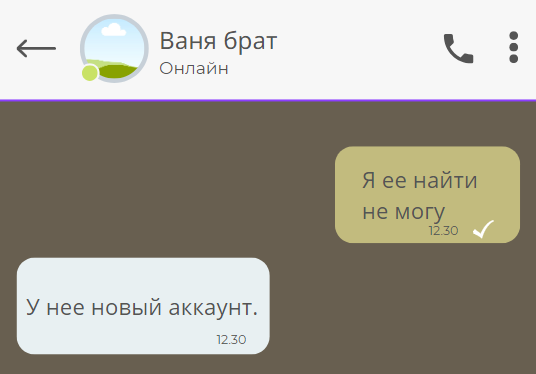 Ваня брат
Онлайн
Я ее найти
не могу
12.30
У нее новый аккаунт.
12.30